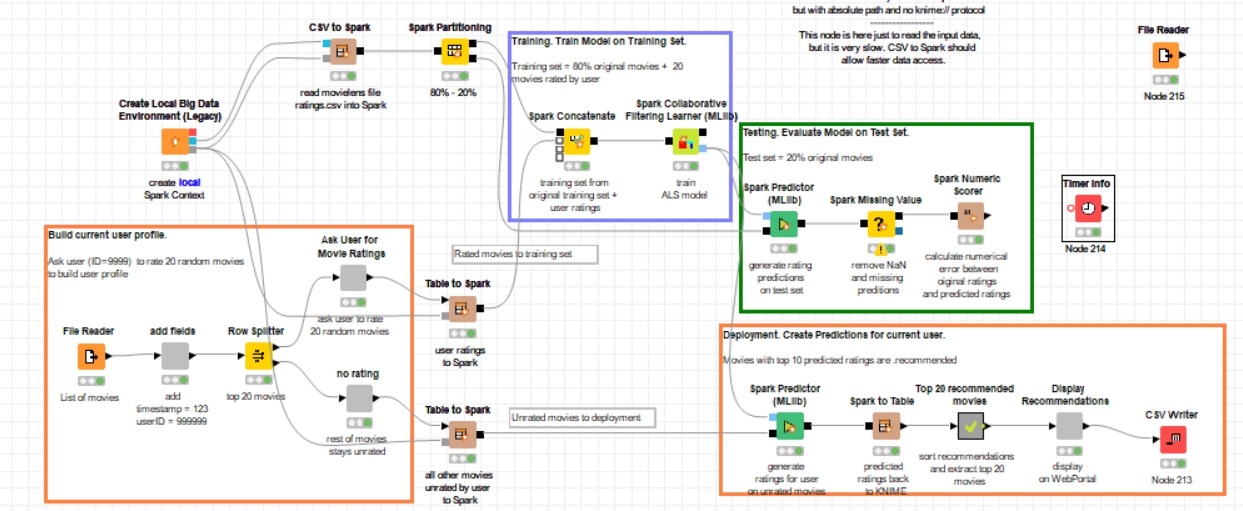 but with absolute path and no knime:// protocol
-----------------
This node is here just to read the input data,
but it is very slow. CSV to Spark should
allow faster data access.
File Reader
Node 215
CSV to Spark
read movielens file
ratings.csv into Spark
Spark Partitioning
80% - 20%
Create Local Big Data
Environment (Legacy)
create local
Spark Context
Training. Train Model on Training Set.
Training set = 80% original movies + 20
movies rated by user
Spark Concatenate
training set from
original training set +
user ratings
Spark Collaborative
Filtering Learner (MLlib)
train
ALS model
Testing. Evaluate Model on Test Set.
Test set = 20% original movies
Spark Predictor
(MLlib)
generate rating
predictions
on test set
Spark Missing Value
remove NaN
and missing
preditions
Spark Numeric
Scorer
calculate numerical
error between
oiginal ratings
and predicted ratings
Timer Info
Node 214
Build current user profile.
Ask user (ID=9999) to rate 20 random movies
to build user profile
Ask User for
Movie Ratings
ask user to rate
20 random movies
File Reader
List of movies
add fields
add
timestamp = 123
userID = 999999
Row Splitter
top 20 movies
no rating
rest of movies
stays unrated
Rated movies to training set
Table to Spark
user ratings
to Spark
Unrated movies to deployment
Table to Spark
all other movies
unrated by user
to Spark
Deployment. Create Predictions for current user.
Movies with top 10 predicted ratings are .recommended
Spark Predictor
(MLlib)
generate
ratings for user
on unrated movies
Spark to Table
predicted
ratings back
to KNIME
Top 20 recommended
movies
sort recommendations
and extract top 20
movies
Display
Recommendations
display
on WebPortal
CSV Writer
Node 213